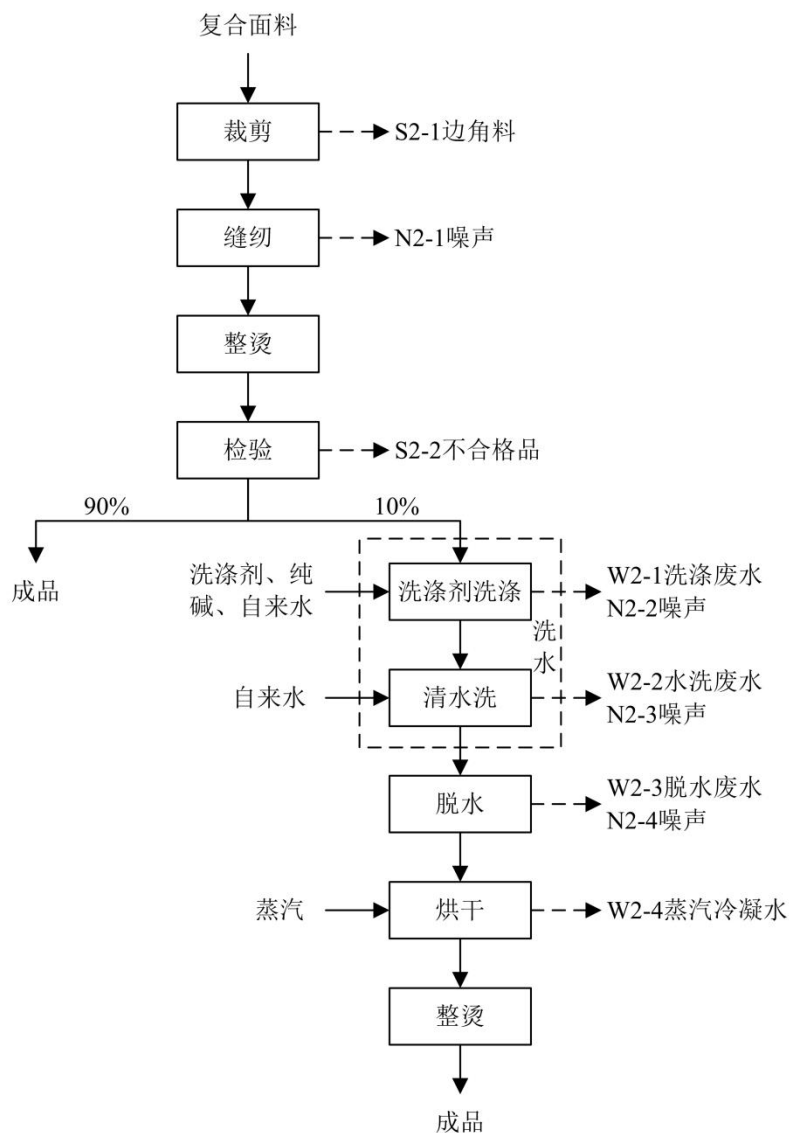 复合面料
裁剪
S2-1边角料
缝纫
N2-1噪声
整烫
检验
S2-2不合格品
90%
10%
成品
洗涤剂、纯
碱、自来水
洗涤剂洗涤
W2-1洗涤废水
N2-2噪声
洗
水
自来水
清水洗
W2-2水洗废水
N2-3噪声
脱水
W2-3脱水废水
N2-4噪声
蒸汽
烘干
W2-4蒸汽冷凝水
整烫
成品